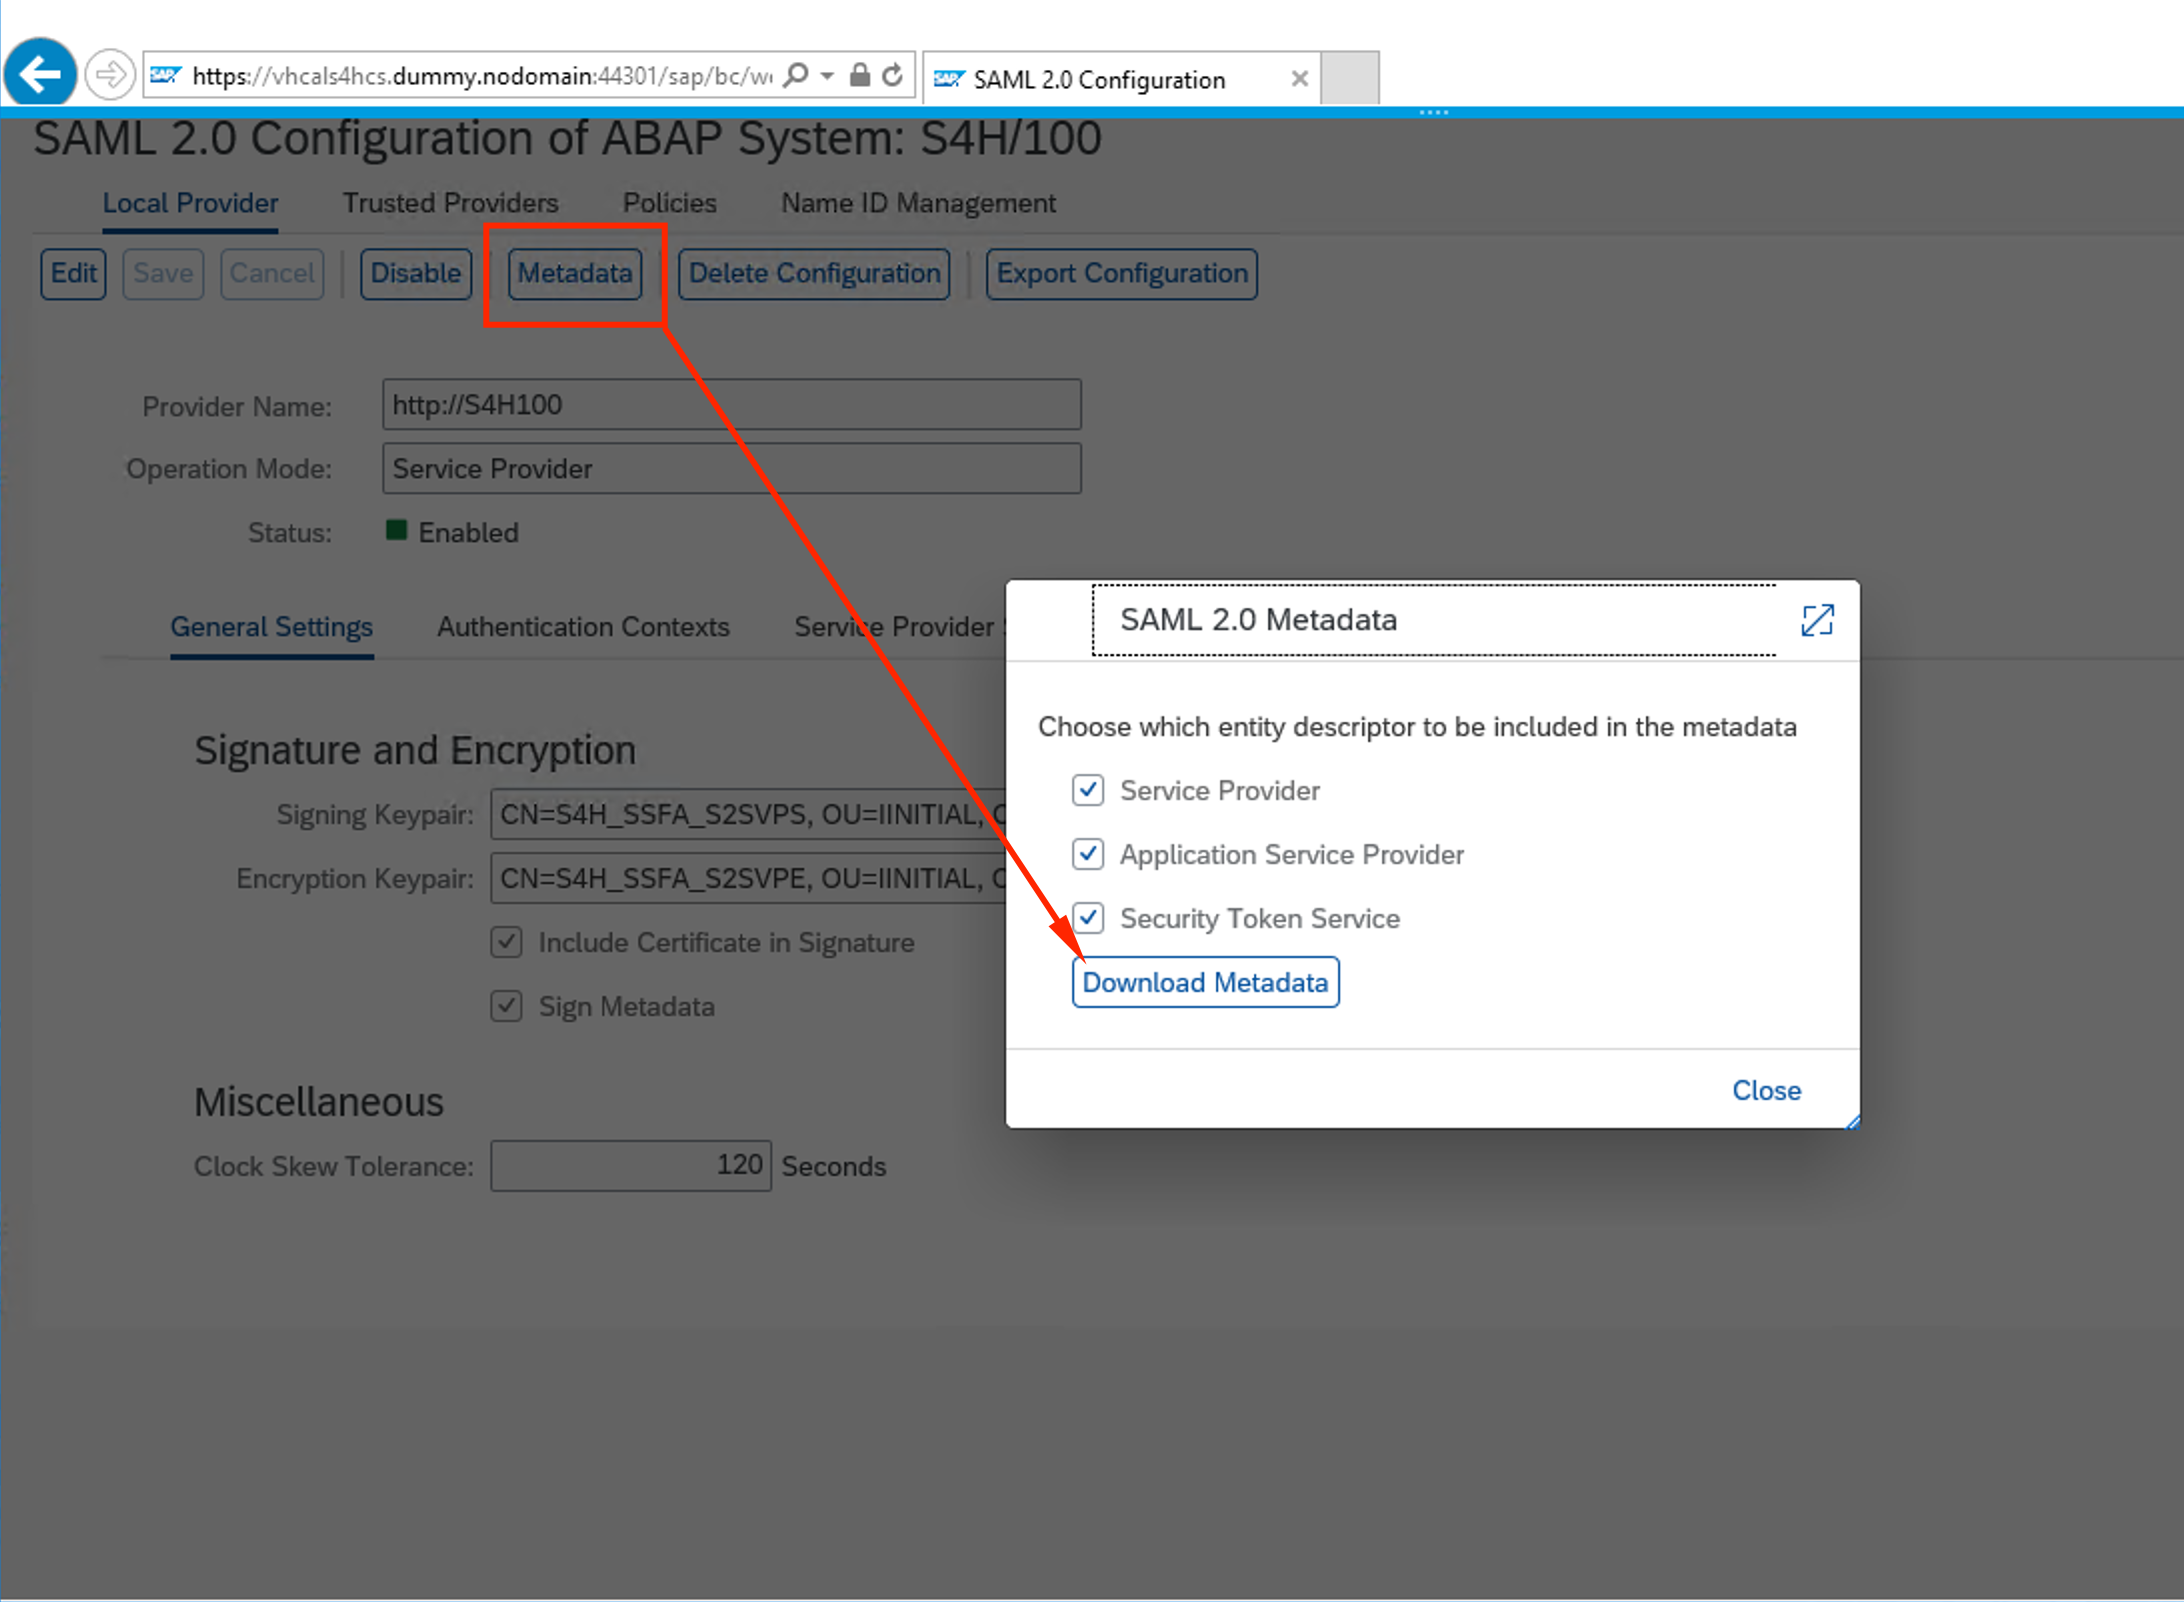 https://vhcals4hcs.dummy.nodomain:44301/sap/bc/w
SAML 2.0 Configuration
SAML 2.0 Configuration of ABAP System: S4H/100
Local Provider Trusted Providers Policies Name ID Management
Edit Save Cancel Disable Metadata Delete Configuration Export Configuration
Provider Name: http://S4H100
Operation Mode: Service Provider
Status: Enabled
General Settings Authentication Contexts Service Provider
Signature and Encryption
Signing Keypair: CN=S4H_SSFA_S2SVPS, OU=IINITIAL,
Encryption Keypair: CN=S4H_SSFA_S2SVPE, OU=IINITIAL,
Include Certificate in Signature
Sign Metadata
Miscellaneous
Clock Skew Tolerance: 120 Seconds
SAML 2.0 Metadata
Choose which entity descriptor to be included in the metadata
Service Provider
Application Service Provider
Security Token Service
Download Metadata
Close